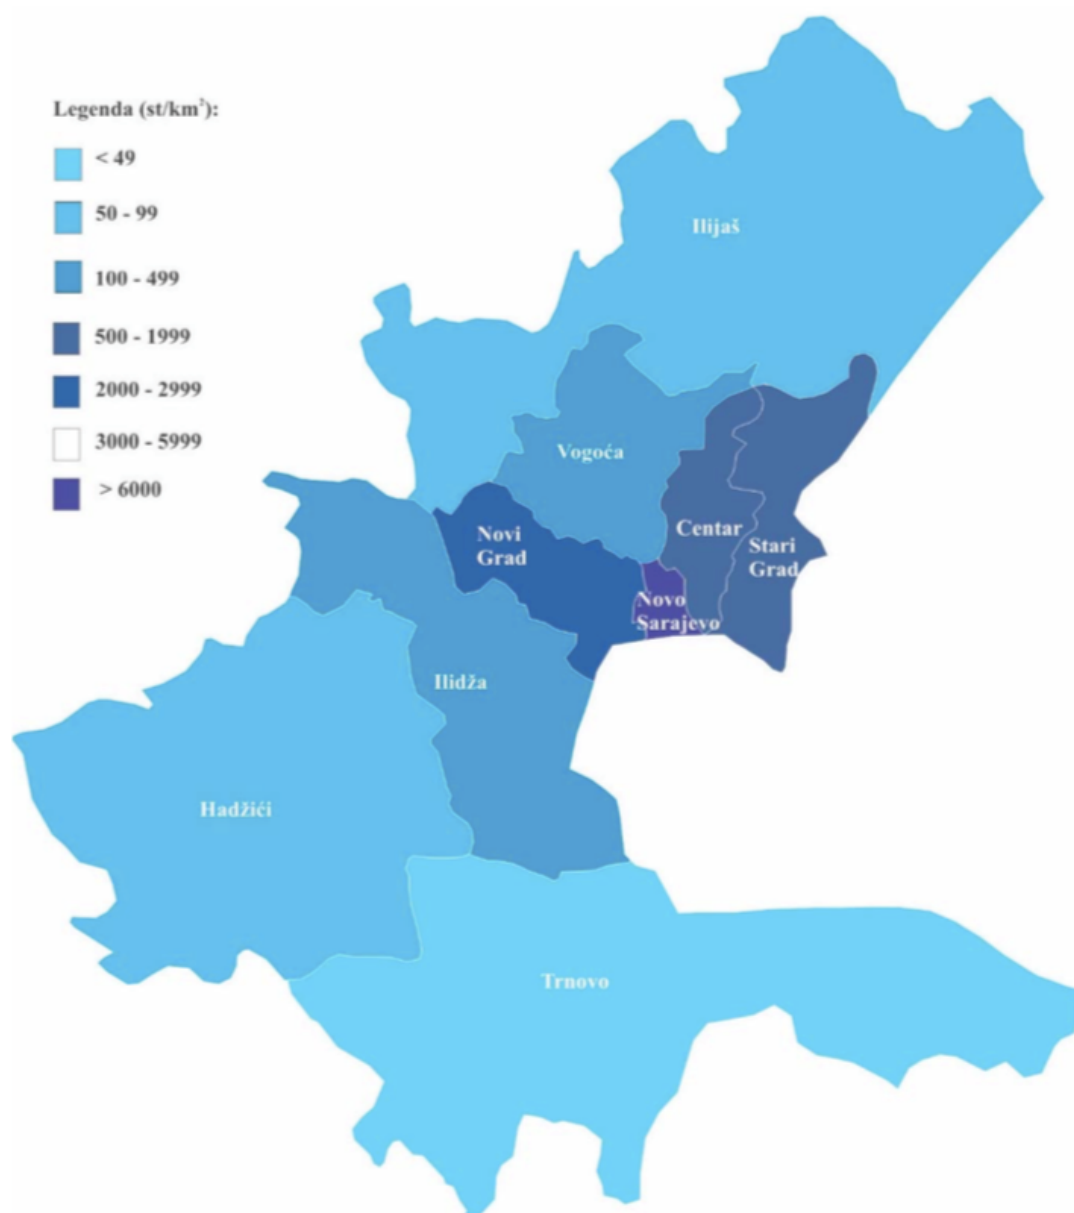 Legenda (st/km²):
< 49
50 - 99
100 - 499
500 - 1999
2000 - 2999
3000 - 5999
> 6000
Ilijaš
Vogoća
Novi
Grad
Centar
Stari
Grad
Novo
Sarajevo
Ilidža
Hadžići
Trnovo